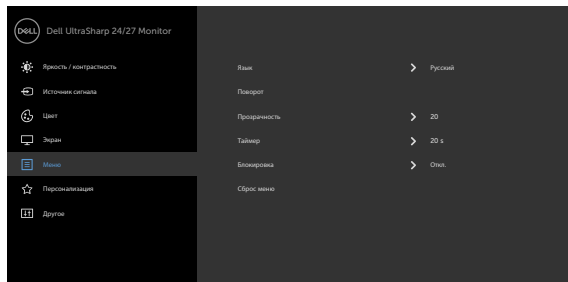 DELL
Dell UltraSharp 24/27 Monitor
Яркость / контрастность
Источник сигнала
Цвет
Экран
Меню
Персонализация
Другое
Язык Русский
Поворот
Прозрачность 20
Таймер 20 s
Блокировка Откл.
Сброс меню